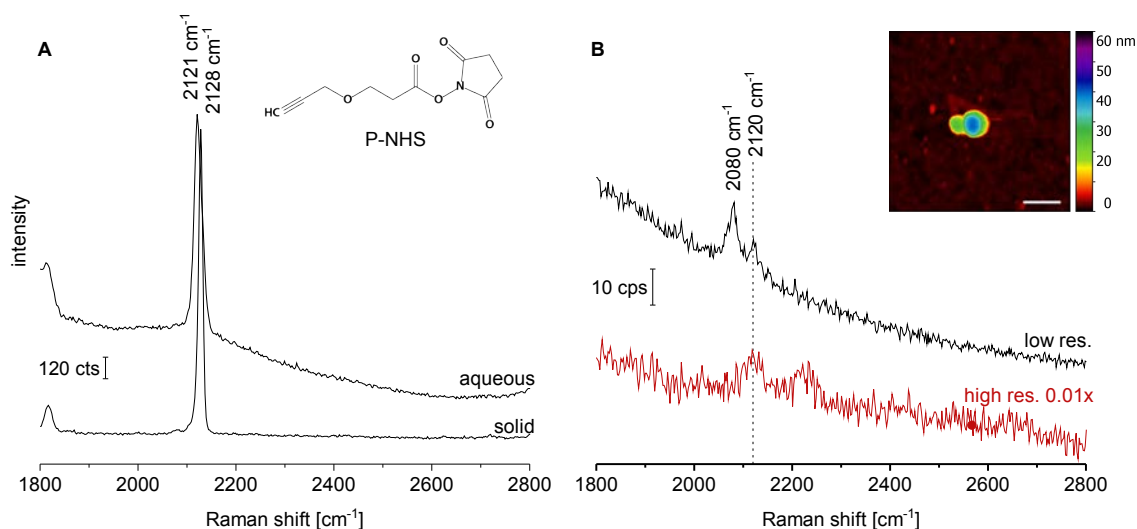 A
2121 cm⁻¹
2128 cm⁻¹
HC
O
O
O
N
O
O
P-NHS
intensity
120 cts
aqueous
solid
1800 2000 2200 2400 2600 2800
Raman shift [cm⁻¹]
B
2080 cm⁻¹
2120 cm⁻¹
60 nm
50
40
30
20
10
0
10 cps
low res.
high res. 0.01x
1800 2000 2200 2400 2600 2800
Raman shift [cm⁻¹]